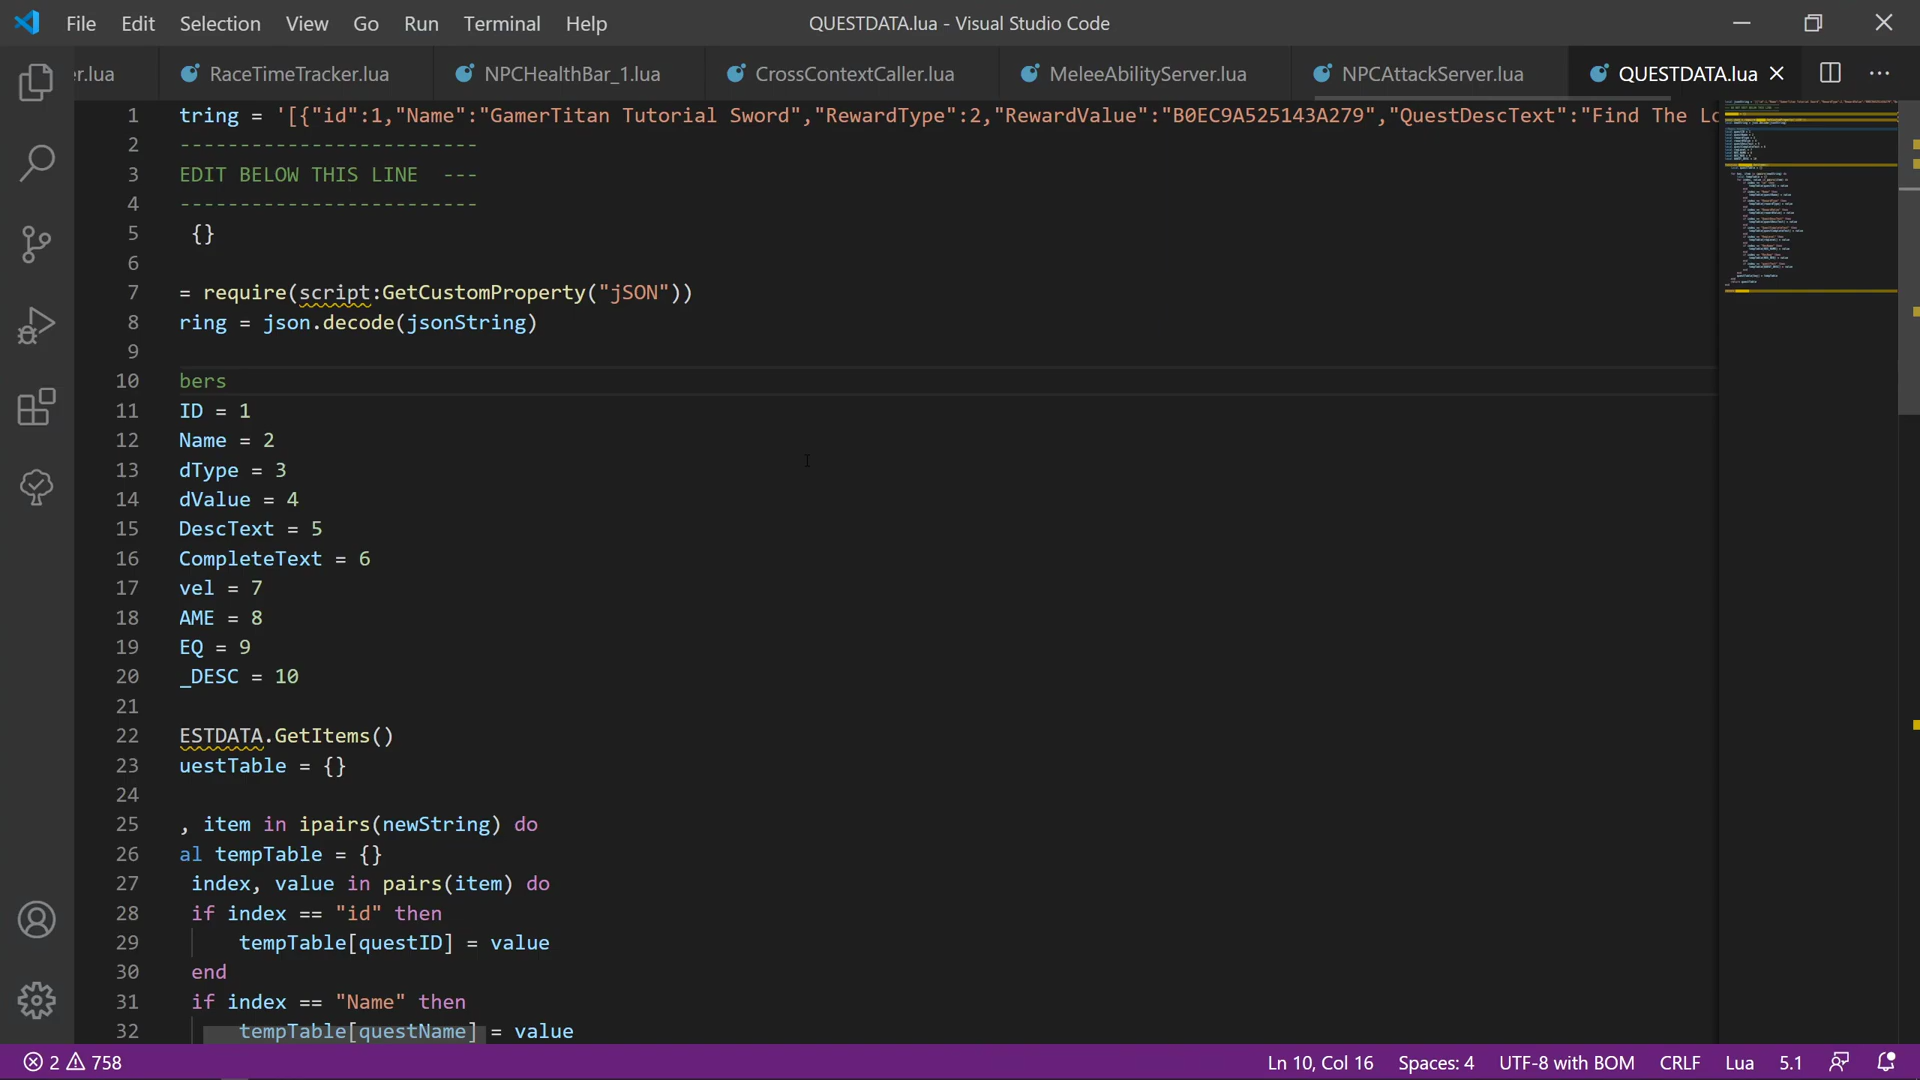 File Edit Selection View Go Run Terminal Help QUESTDATA.lua - Visual Studio Code
er.lua RaceTimeTracker.lua NPCHealthBar_1.lua CrossContextCaller.lua MeleeAbilityServer.lua NPCAttackServer.lua QUESTDATA.lua
1 tring = '[{"id":1,"Name":"GamerTitan Tutorial Sword","RewardType":2,"RewardValue":"B0EC9A525143A279","QuestDescText":"Find The Lo
2 -------------------------
3 EDIT BELOW THIS LINE  ---
4 -------------------------
5 {}
6
7 = require(script:GetCustomProperty("jSON"))
8 ring = json.decode(jsonString)
9
10 bers
11 ID = 1
12 Name = 2
13 dType = 3
14 dValue = 4
15 DescText = 5
16 CompleteText = 6
17 vel = 7
18 AME = 8
19 EQ = 9
20 _DESC = 10
21
22 ESTDATA.GetItems()
23 uestTable = {}
24
25 , item in ipairs(newString) do
26 al tempTable = {}
27 index, value in pairs(item) do
28 if index == "id" then
29 tempTable[questID] = value
30 end
31 if index == "Name" then
32 tempTable[questName] = value
2 758 Ln 10, Col 16 Spaces: 4 UTF-8 with BOM CRLF Lua 5.1